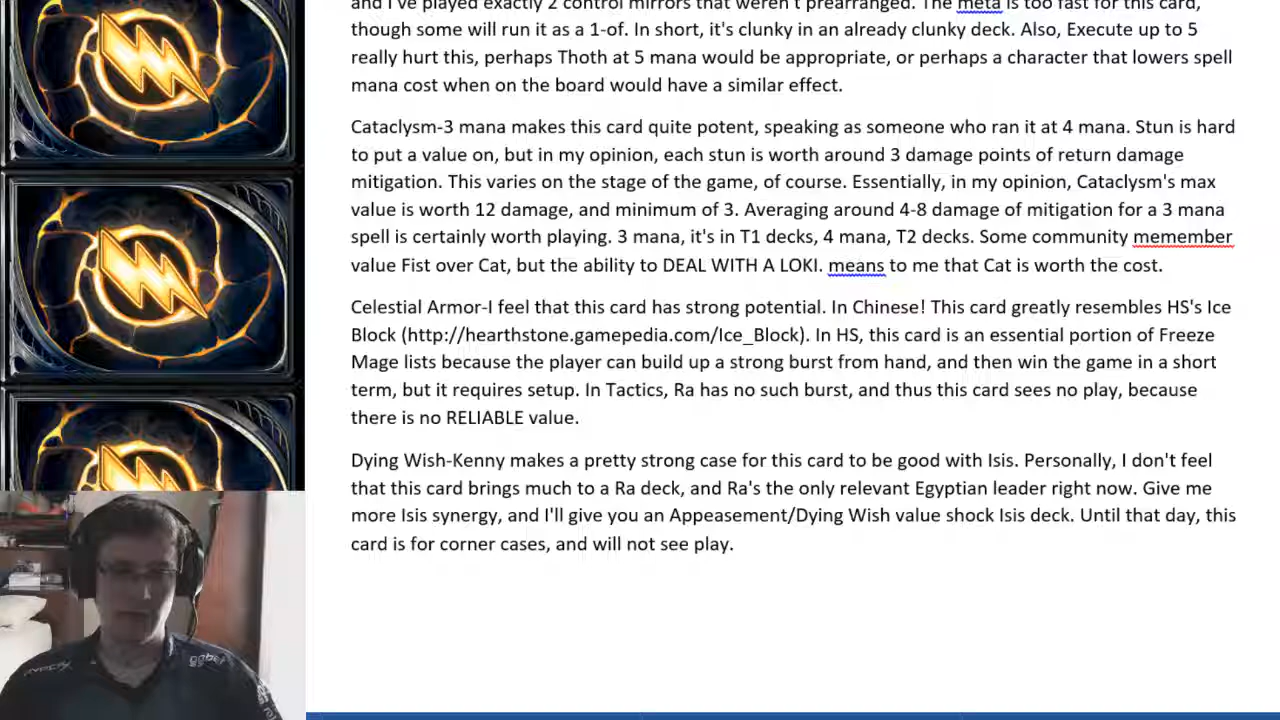 and I've played exactly 2 control mirrors that weren't prearranged. The meta is too fast for this card,
though some will run it as a 1-of. In short, it's clunky in an already clunky deck. Also, Execute up to 5
really hurt this, perhaps Thoth at 5 mana would be appropriate, or perhaps a character that lowers spell
mana cost when on the board would have a similar effect.
Cataclysm-3 mana makes this card quite potent, speaking as someone who ran it at 4 mana. Stun is hard
to put a value on, but in my opinion, each stun is worth around 3 damage points of return damage
mitigation. This varies on the stage of the game, of course. Essentially, in my opinion, Cataclysm's max
value is worth 12 damage, and minimum of 3. Averaging around 4-8 damage of mitigation for a 3 mana
spell is certainly worth playing. 3 mana, it's in T1 decks, 4 mana, T2 decks. Some community memember
value Fist over Cat, but the ability to DEAL WITH A LOKI. means to me that Cat is worth the cost.
Celestial Armor-I feel that this card has strong potential. In Chinese! This card greatly resembles HS's Ice
Block (http://hearthstone.gamepedia.com/Ice_Block). In HS, this card is an essential portion of Freeze
Mage lists because the player can build up a strong burst from hand, and then win the game in a short
term, but it requires setup. In Tactics, Ra has no such burst, and thus this card sees no play, because
there is no RELIABLE value.
Dying Wish-Kenny makes a pretty strong case for this card to be good with Isis. Personally, I don't feel
that this card brings much to a Ra deck, and Ra's the only relevant Egyptian leader right now. Give me
more Isis synergy, and I'll give you an Appeasement/Dying Wish value shock Isis deck. Until that day, this
card is for corner cases, and will not see play.